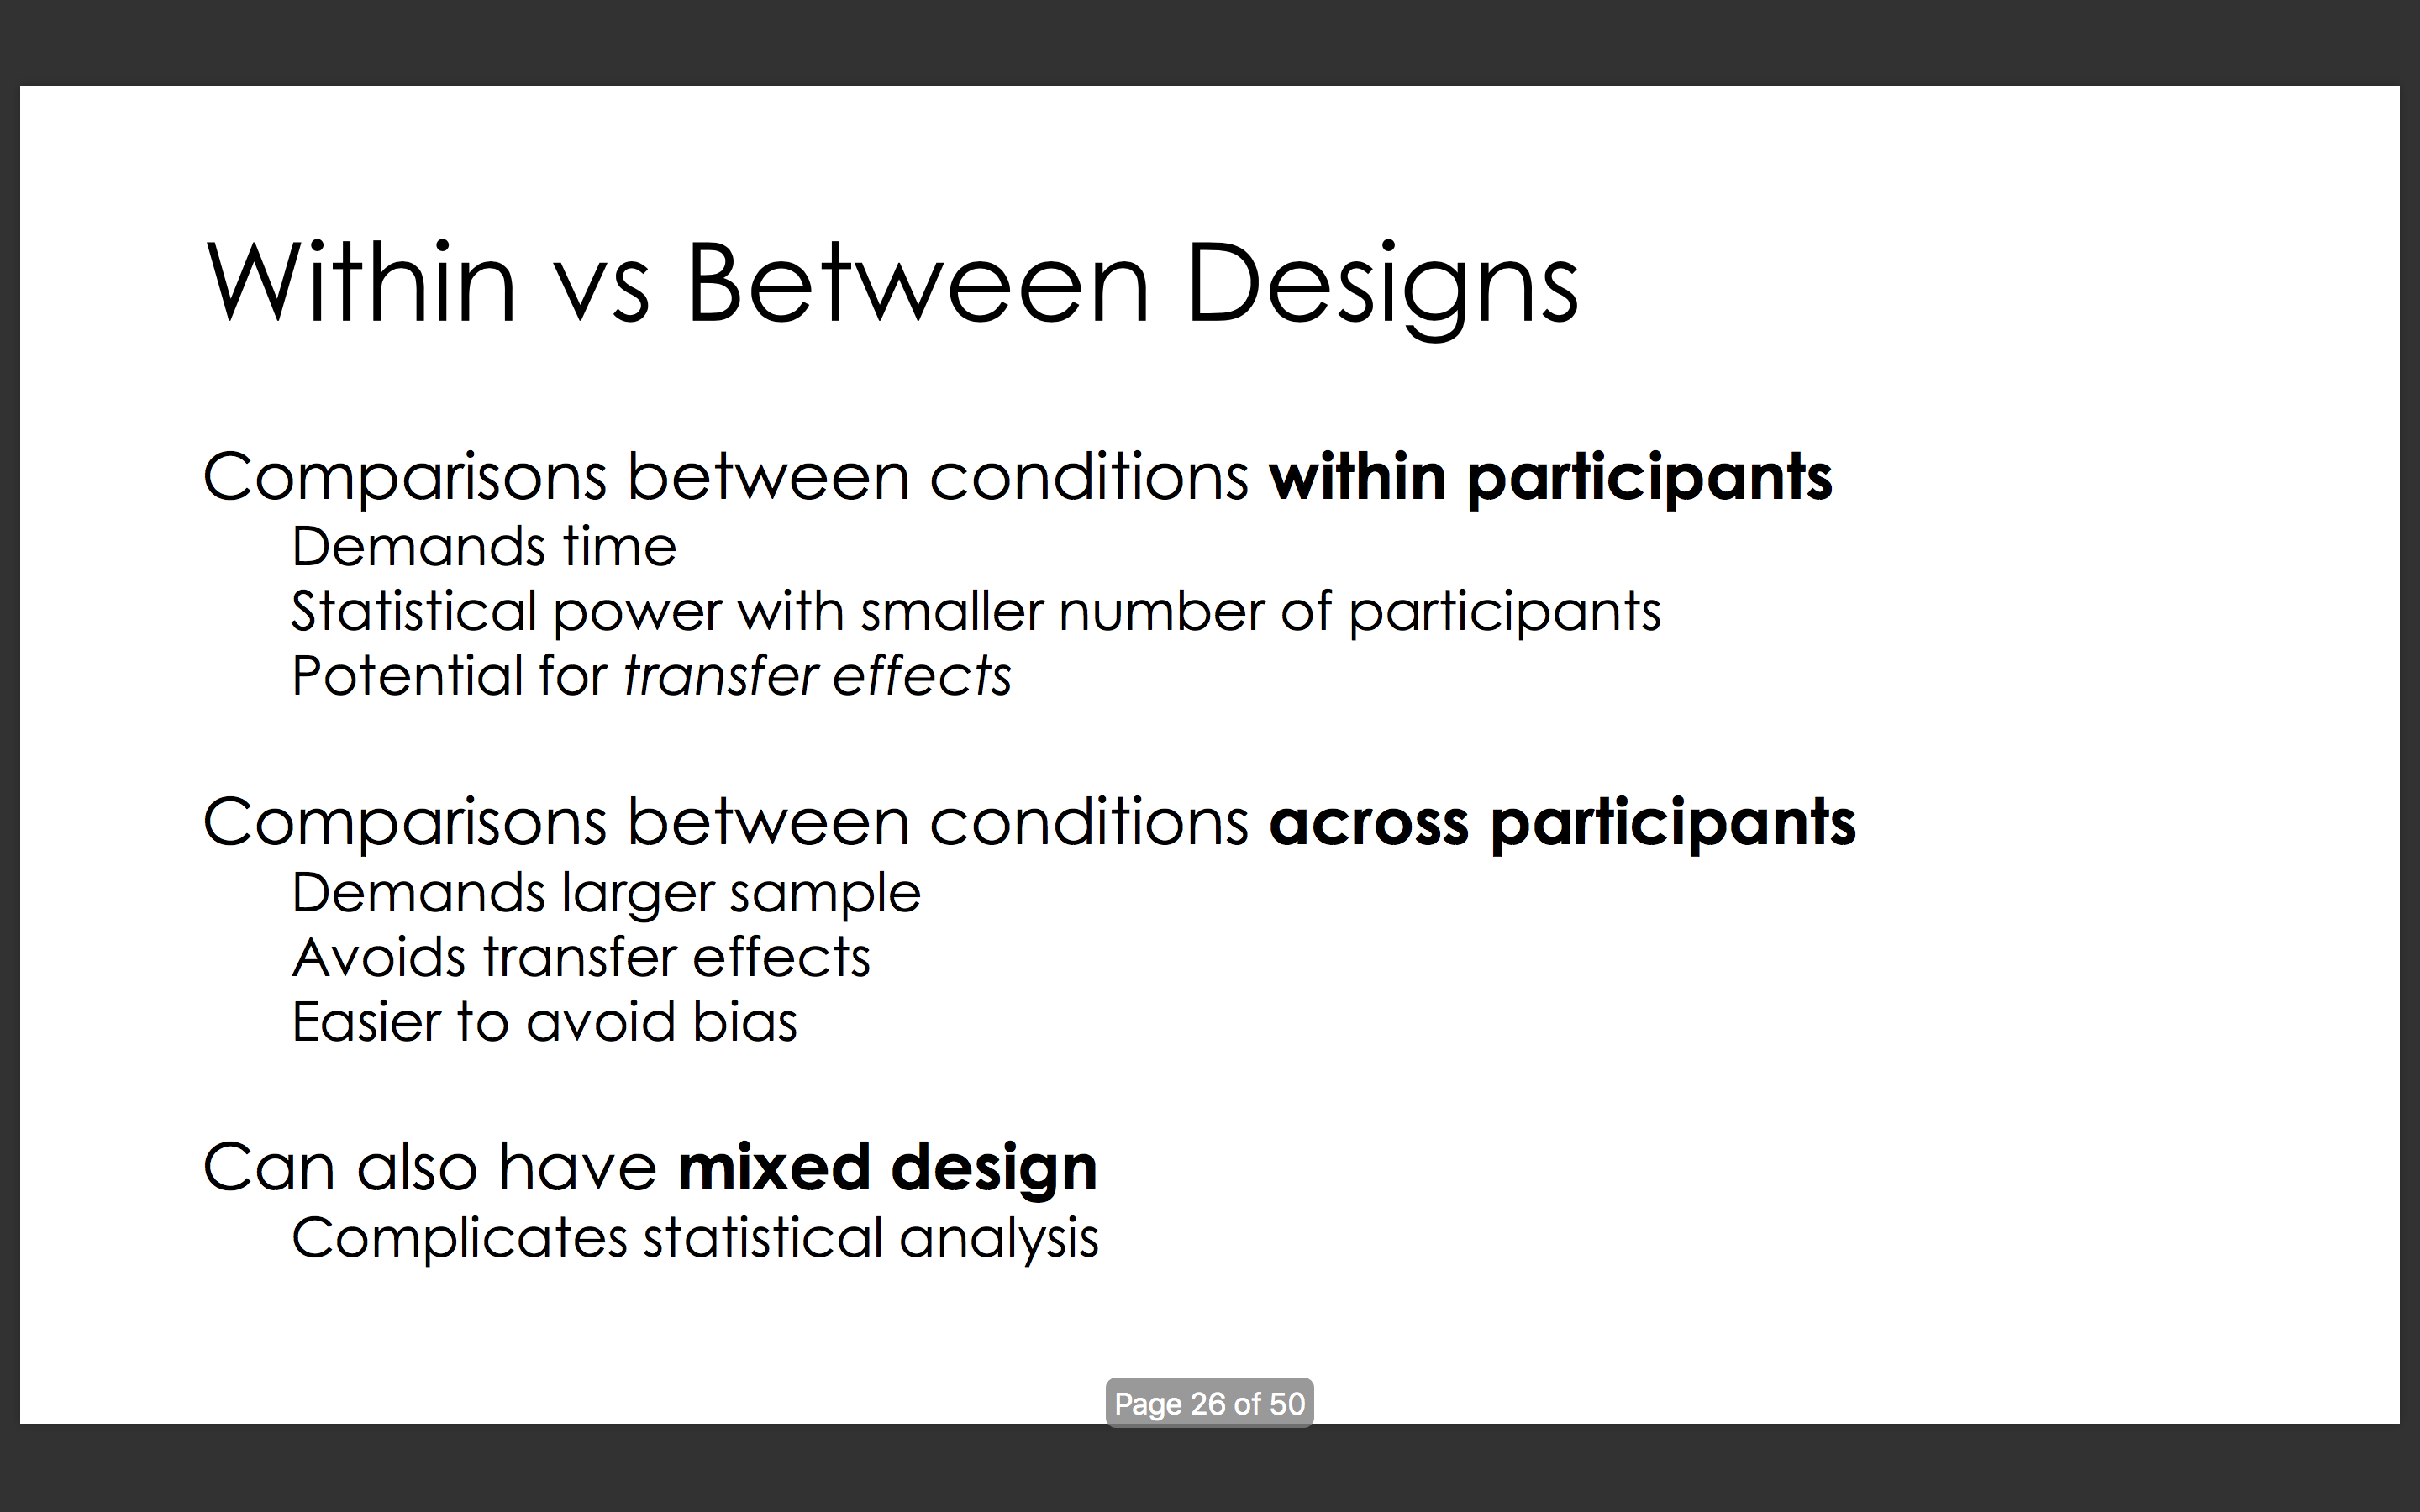 Within vs Between Designs
Comparisons between conditions within participants
Demands time
Statistical power with smaller number of participants
Potential for transfer effects
Comparisons between conditions across participants
Demands larger sample
Avoids transfer effects
Easier to avoid bias
Can also have mixed design
Complicates statistical analysis
Page 26 of 50